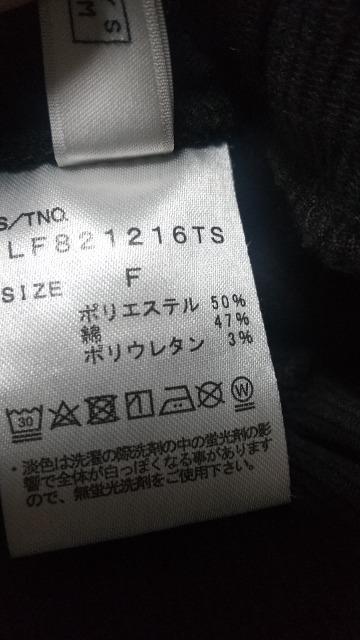 S
M
S/TNO.
LF821216TS
SIZE F
ポリエステル 50%
綿 47%
ポリウレタン 3%
30
W
・淡色は洗濯の際洗剤の中の蛍光剤の影
響で全体が白っぽくなる事があります
ので、無蛍光洗剤をご使用下さい。